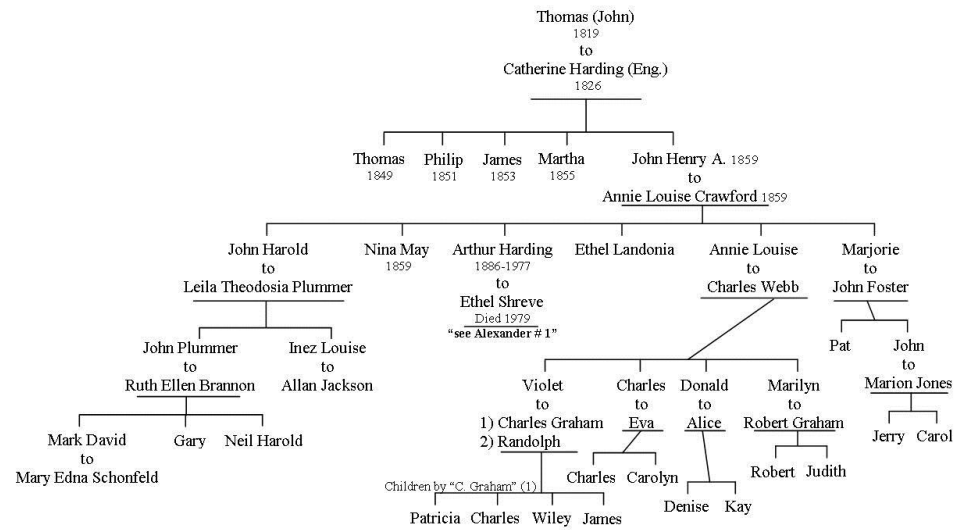 Thomas (John)
1819
to
Catherine Harding (Eng.)
1826
Thomas
1849
Philip
1851
James
1853
Martha
1855
John Henry A. 1859
to
Annie Louise Crawford 1859
John Harold
to
Leila Theodosia Plummer
Nina May
1859
Arthur Harding
1886-1977
to
Ethel Shreve
Died 1979
"see Alexander # 1"
Ethel Landonia
Annie Louise
to
Charles Webb
Marjorie
to
John Foster
John Plummer
to
Ruth Ellen Brannon
Inez Louise
to
Allan Jackson
Pat
John
to
Marion Jones
Violet
to
1) Charles Graham
2) Randolph
Charles
to
Eva
Donald
to
Alice
Marilyn
to
Robert Graham
Jerry
Carol
Mark David
to
Mary Edna Schonfeld
Gary
Neil Harold
Charles
Carolyn
Robert
Judith
Children by "C. Graham" (1)
Denise
Kay
Patricia
Charles
Wiley
James